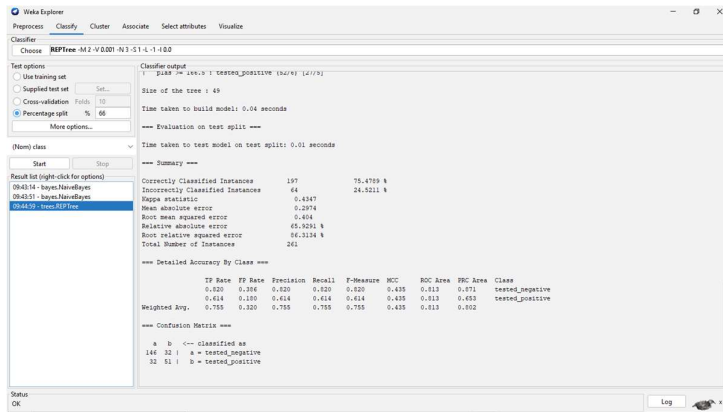 Weka Explorer
Preprocess Classify Cluster Associate Select attributes Visualize
Classifier
Choose REPTree -M 2 -V 0.001 -N 3 -S 1 -L -1 -I 0.0
Test options
Use training set
Supplied test set Set...
Cross-validation Folds 10
Percentage split % 66
More options...
(Nom) class
Start Stop
Result list (right-click for options)
09:43:14 - bayes.NaiveBayes
09:43:51 - bayes.NaiveBayes
09:44:59 - trees.REPTree
Classifier output
| plas >= 166.5 : tested_positive (52/6) [27/5]
Size of the tree : 49
Time taken to build model: 0.04 seconds
=== Evaluation on test split ===
Time taken to test model on test split: 0.01 seconds
=== Summary ===
Correctly Classified Instances 197 75.4789 %
Incorrectly Classified Instances 64 24.5211 %
Kappa statistic 0.4347
Mean absolute error 0.2974
Root mean squared error 0.404
Relative absolute error 65.9291 %
Root relative squared error 86.3134 %
Total Number of Instances 261
=== Detailed Accuracy By Class ===
TP Rate FP Rate Precision Recall F-Measure MCC ROC Area PRC Area Class
0.820 0.386 0.820 0.820 0.820 0.435 0.813 0.871 tested_negative
0.614 0.180 0.614 0.614 0.614 0.435 0.813 0.653 tested_positive
Weighted Avg. 0.755 0.320 0.755 0.755 0.755 0.435 0.813 0.802
=== Confusion Matrix ===
a b <-- classified as
146 32 | a = tested_negative
32 51 | b = tested_positive
Status
OK
Log
x